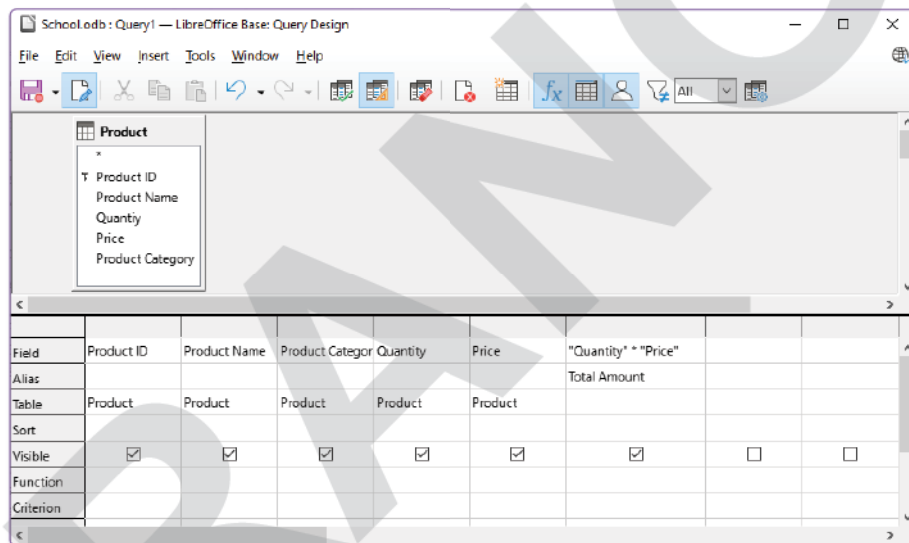 School.odb : Query1 — LibreOffice Base: Query Design
File Edit View Insert Tools Window Help
fx All
Product
*
Product ID
Product Name
Quantiy
Price
Product Category
Field Product ID Product Name Product Categor Quantity Price "Quantity" * "Price"
Alias Total Amount
Table Product Product Product Product Product
Sort
Visible
Function
Criterion